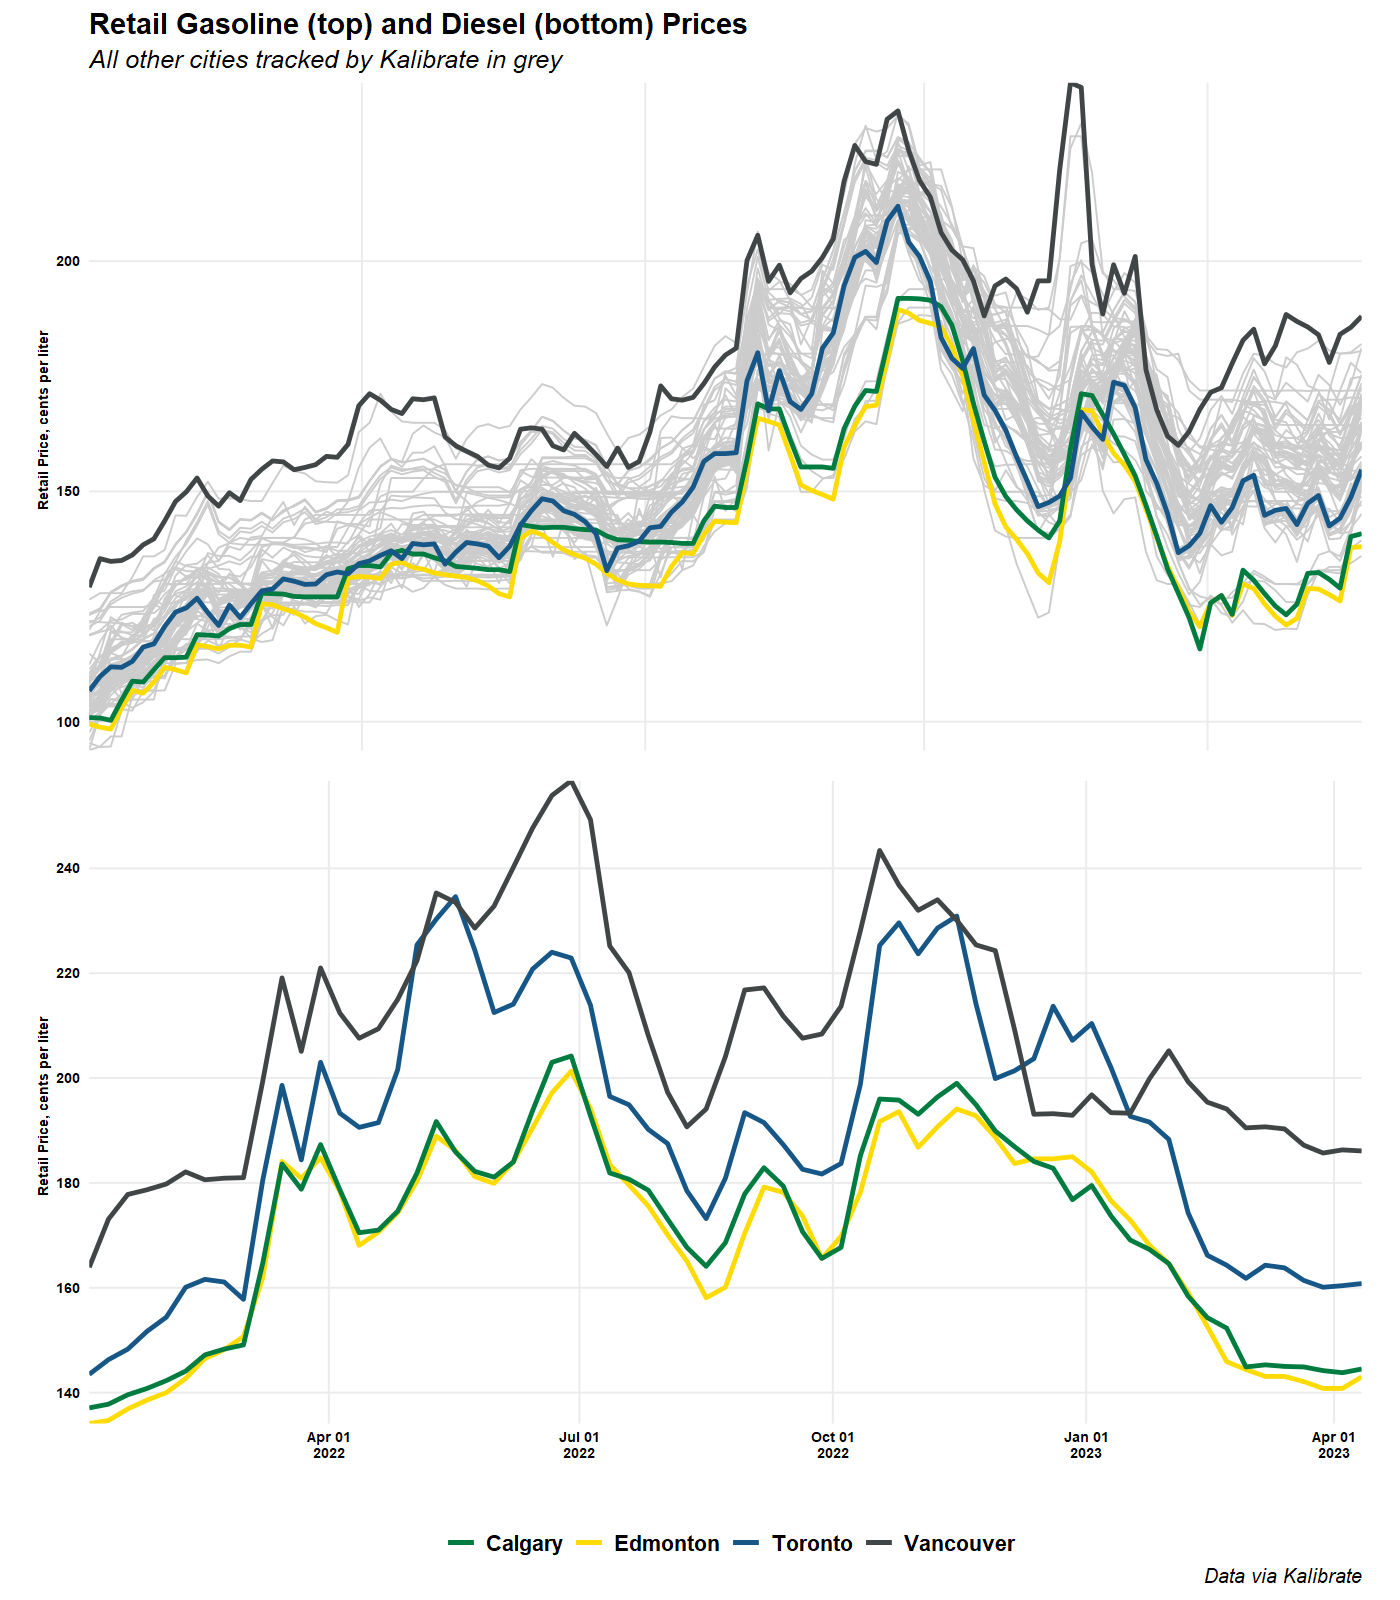 Retail Gasoline (top) and Diesel (bottom) Prices
All other cities tracked by Kalibrate in grey
Retail Price, cents per liter
200
150
100
Retail Price, cents per liter
240
220
200
180
160
140
Apr 01
2022
Jul 01
2022
Oct 01
2022
Jan 01
2023
Apr 01
2023
Calgary
Edmonton
Toronto
Vancouver
Data via Kalibrate